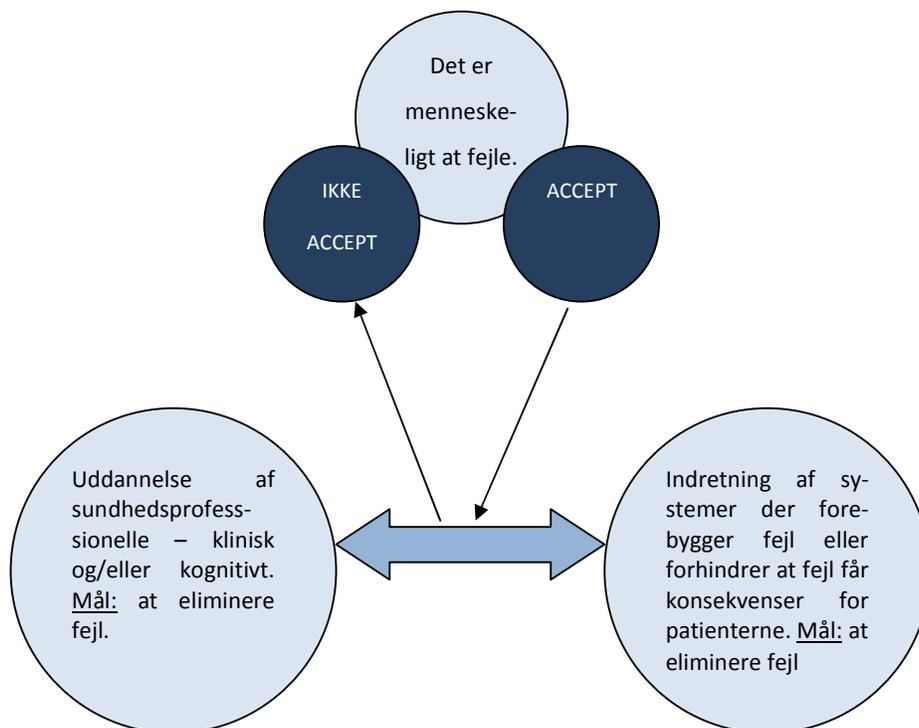 Det er
menneske-
ligt at fejle.
IKKE
ACCEPT
ACCEPT
Uddannelse af
sundhedsprofes-
ssionelle – klinisk
og/eller kognitivt.
Mål: at eliminere
fejl.
Indretning af sy-
stemer der fore-
bygger fejl eller
forhindrer at fejl får
konsekvenser for
patienterne. Mål: at
eliminere fejl